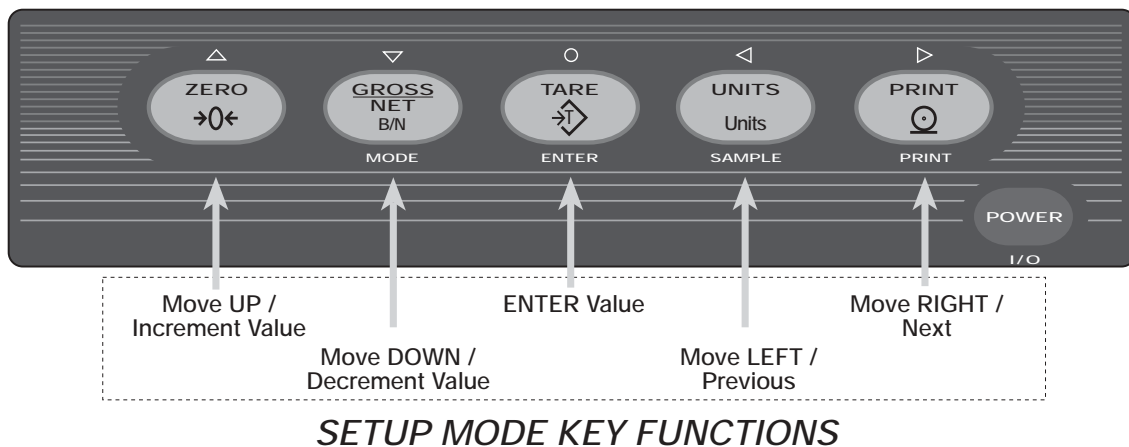 ZERO
→0←
GROSS
NET
B/N
MODE
TARE
T
ENTER
UNITS
Units
SAMPLE
PRINT
PRINT
POWER
I/O
Move UP /
Increment Value
Move DOWN /
Decrement Value
ENTER Value
Move LEFT /
Previous
Move RIGHT /
Next
SETUP MODE KEY FUNCTIONS